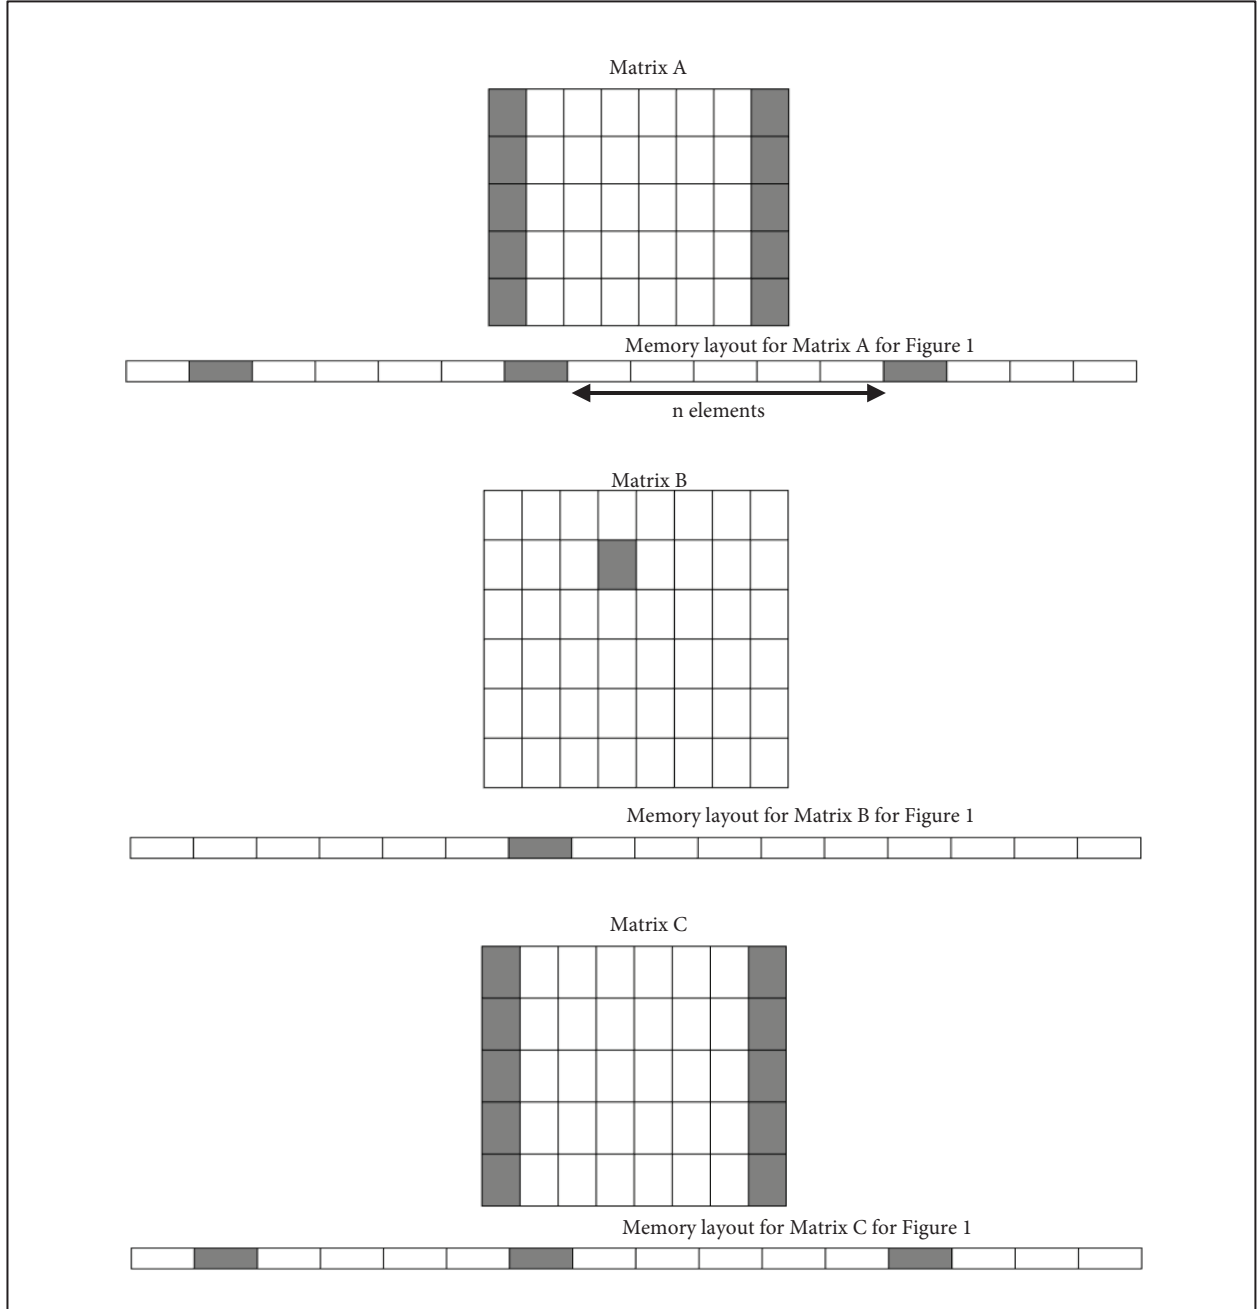 Matrix A
Memory layout for Matrix A for Figure 1
n elements
Matrix B
Memory layout for Matrix B for Figure 1
Matrix C
Memory layout for Matrix C for Figure 1